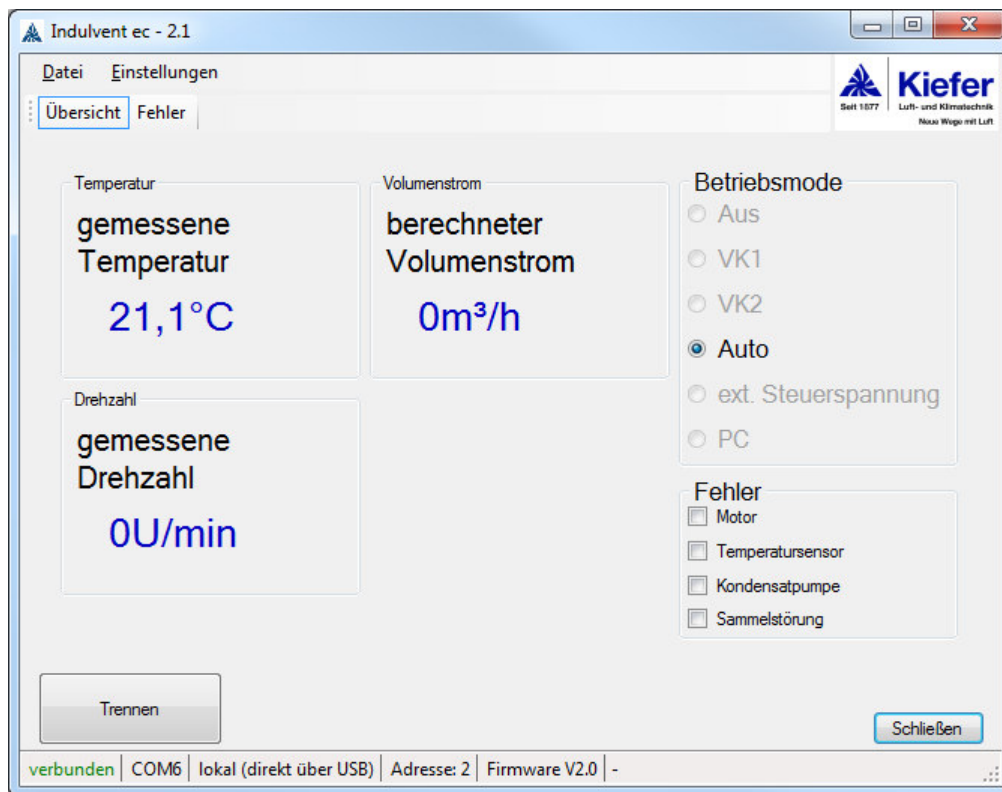 Indulvent ec - 2.1
Datei Einstellungen
Kiefer
Seit 1877 Luft- und Klimatechnik
Neue Wege mit Luft
Übersicht Fehler
Temperatur
gemessene
Temperatur
21,1°C
Volumenstrom
berechneter
Volumenstrom
0m³/h
Betriebsmode
Aus
VK1
VK2
Auto
ext. Steuerspannung
PC
Drehzahl
gemessene
Drehzahl
0U/min
Fehler
Motor
Temperatursensor
Kondensatpumpe
Sammelstörung
Trennen
Schließen
verbunden COM6 lokal (direkt über USB) Adresse: 2 Firmware V2.0 -